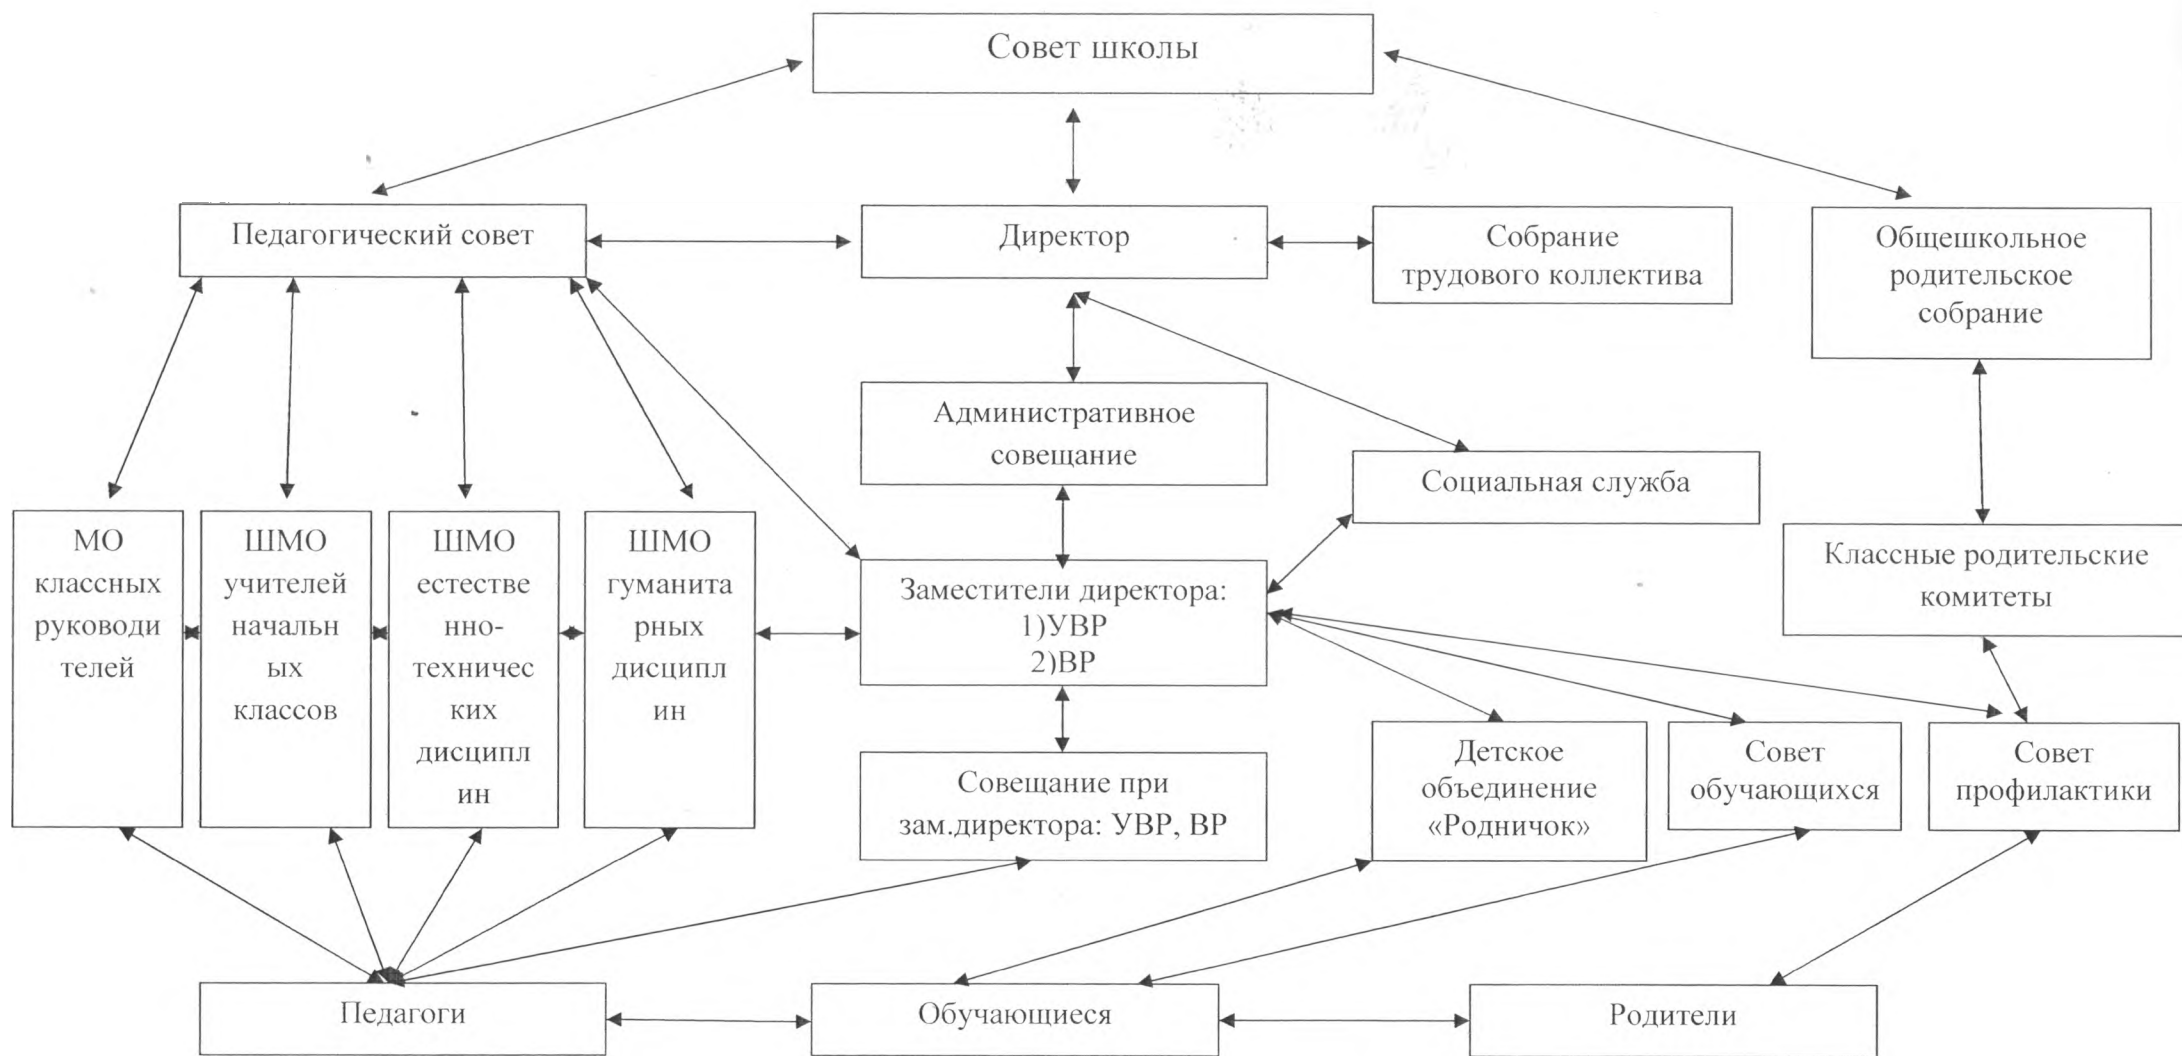 Совет школы
Педагогический совет
Директор
Собрание
трудового коллектива
Общешкольное
родительское
собрание
Административное
совещание
Социальная служба
МО
классных
руководи
телей
ШМО
учителей
начальн
ых
классов
ШМО
естестве
нно-
техничес
ких
дисципл
ин
ШМО
гуманита
рных
дисципл
ин
Заместители директора:
1)УВР
2)ВР
Классные родительские
комитеты
Совещание при
зам.директора: УВР, ВР
Детское
объединение
«Родничок»
Совет
обучающихся
Совет
профилактики
Педагоги
Обучающиеся
Родители